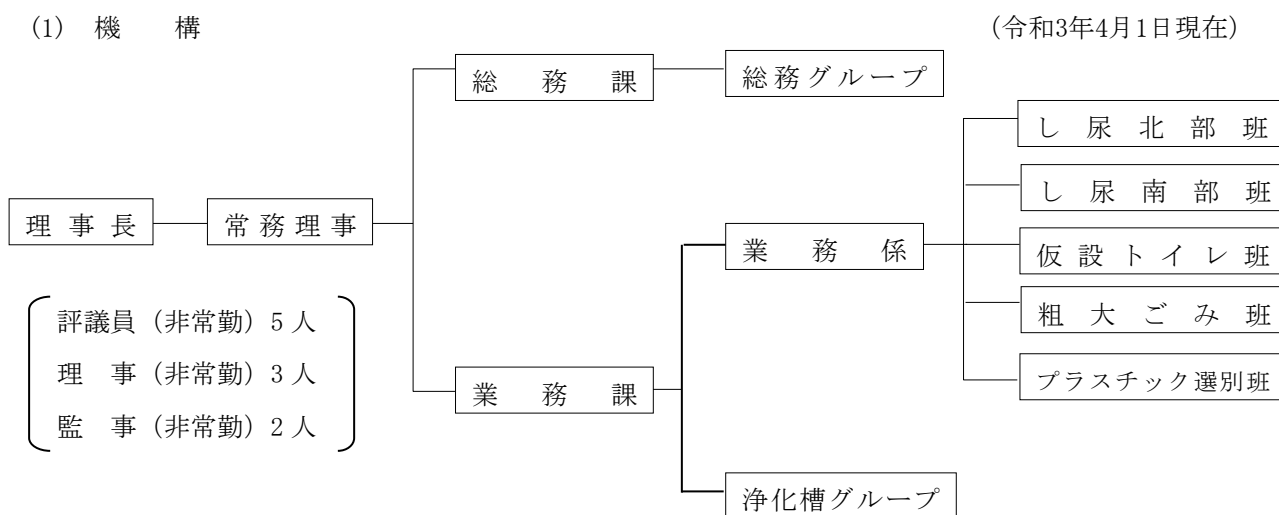 (1) 機 構
(令和3年4月1日現在)
総務課
総務グループ
し尿北部班
し尿南部班
理事長
常務理事
業務係
仮設トイレ班
粗大ごみ班
評議員(非常勤)5人
理 事(非常勤)3人
監 事(非常勤)2人
業務課
プラスチック選別班
浄化槽グループ